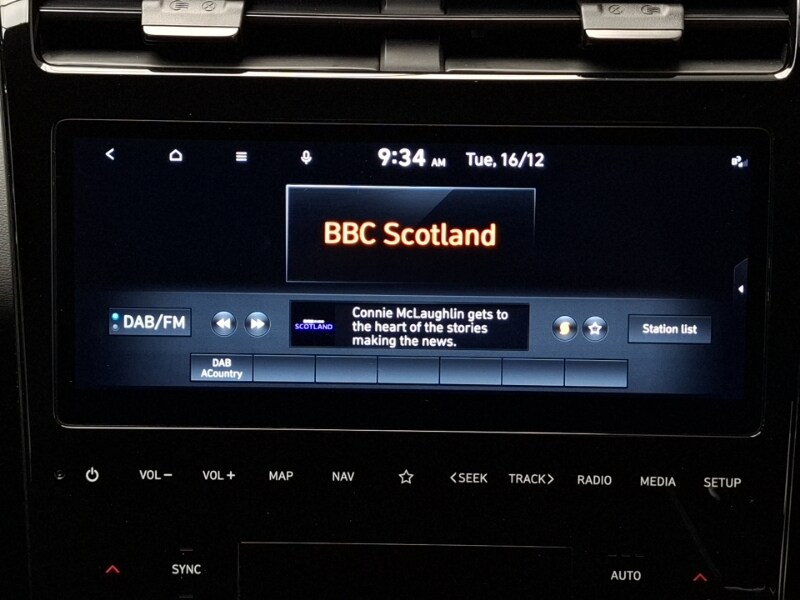 9:34 AM Tue, 16/12
BBC Scotland
DAB/FM
SCOTLAND
Connie McLaughlin gets to
the heart of the stories
making the news.
Station list
DAB
ACountry
VOL− VOL+ MAP NAV <SEEK TRACK> RADIO MEDIA SETUP
SYNC AUTO